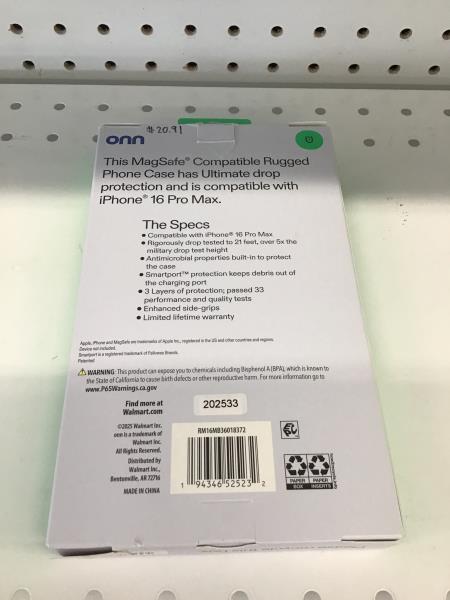 onn
$20.91
This MagSafe® Compatible Rugged
Phone Case has Ultimate drop
protection and is compatible with
iPhone® 16 Pro Max.
The Specs
• Compatible with iPhone® 16 Pro Max
• Rigorously drop tested to 21 feet, over 5x the
military drop test height
• Antimicrobial properties built-in to protect
the case
• Smartport™ protection keeps debris out of
the charging port
• 3 Layers of protection; passed 33
performance and quality tests
• Enhanced side-grips
• Limited lifetime warranty
Apple, iPhone and MagSafe are trademarks of Apple Inc., registered in the US and other countries and regions.
Device not included.
Smartport is a registered trademark of Fellowes Brands.
Patented
WARNING: This product can expose you to chemicals including Bisphenol A (BPA), which is known to
the State of California to cause birth defects or other reproductive harm. For more information go to
www.P65Warnings.ca.gov
Find more at
Walmart.com
202533
©2025 Walmart Inc.
onn is a trademark of
Walmart Inc.
All Rights Reserved.
Distributed by
Walmart Inc.,
Bentonville, AR 72716
MADE IN CHINA
RM16MB36018372
1 94346 52523 2
PAPER
BOX
PAPER
INSERTS